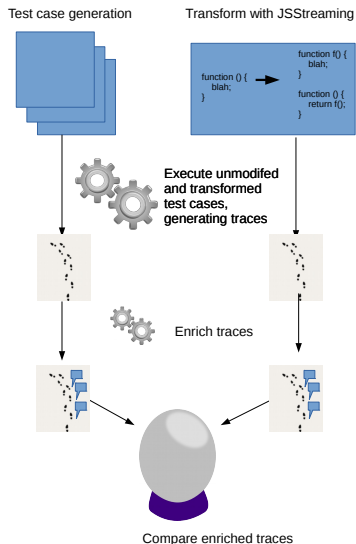 Test case generation
Transform with JSStreaming
function () {
blah;
}
function f() {
blah;
}
function () {
return f();
}
Execute unmodifed
and transformed
test cases,
generating traces
Enrich traces
Compare enriched traces